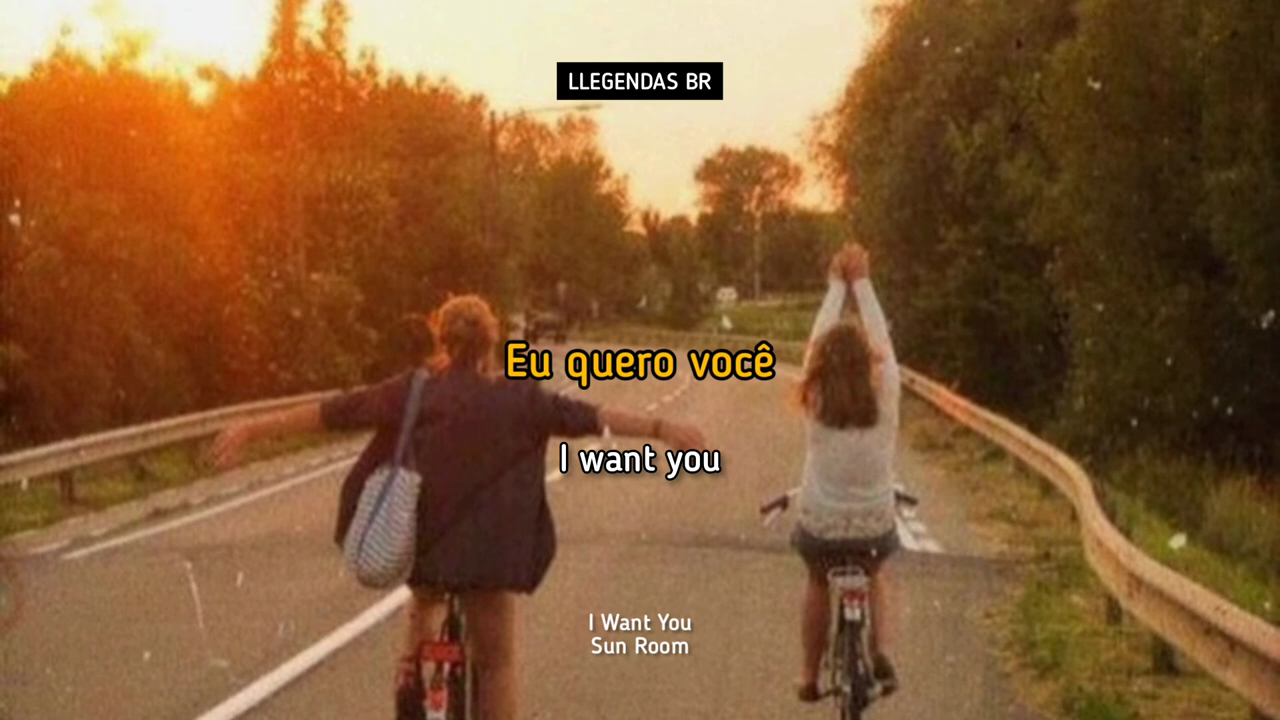 LLEGENDAS BR
Eu quero você
I want you
I Want You
Sun Room